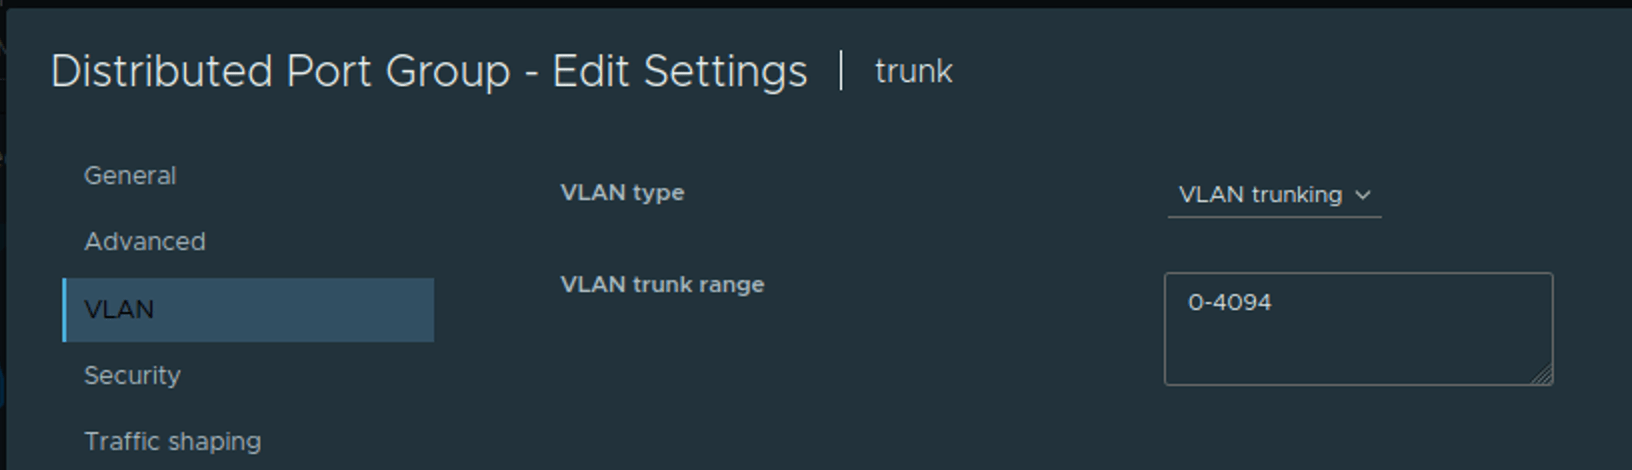 Distributed Port Group - Edit Settings | trunk
General
Advanced
VLAN
Security
Traffic shaping
VLAN type
VLAN trunking
VLAN trunk range
0-4094